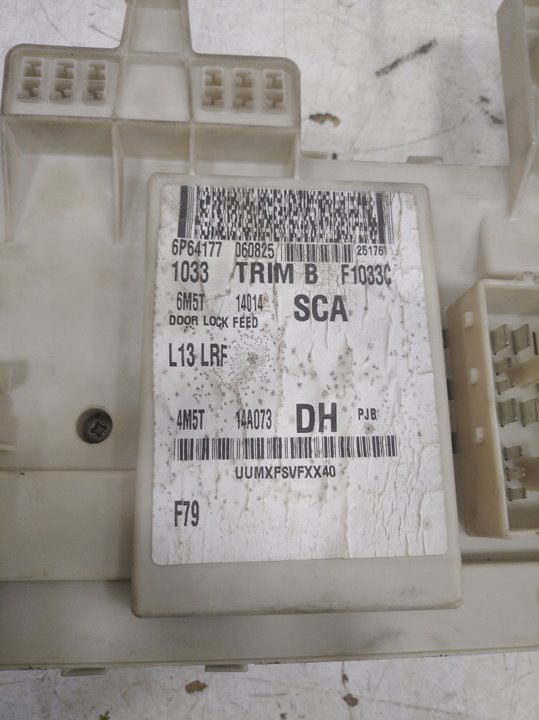 6P64177 060825 25176
1033 TRIM B F1033C
6M5T 14014 SCA
DOOR LOCK FEED
L13 LRF
4M5T 14A073 DH PJB
UUMXFSVFXX40
F79